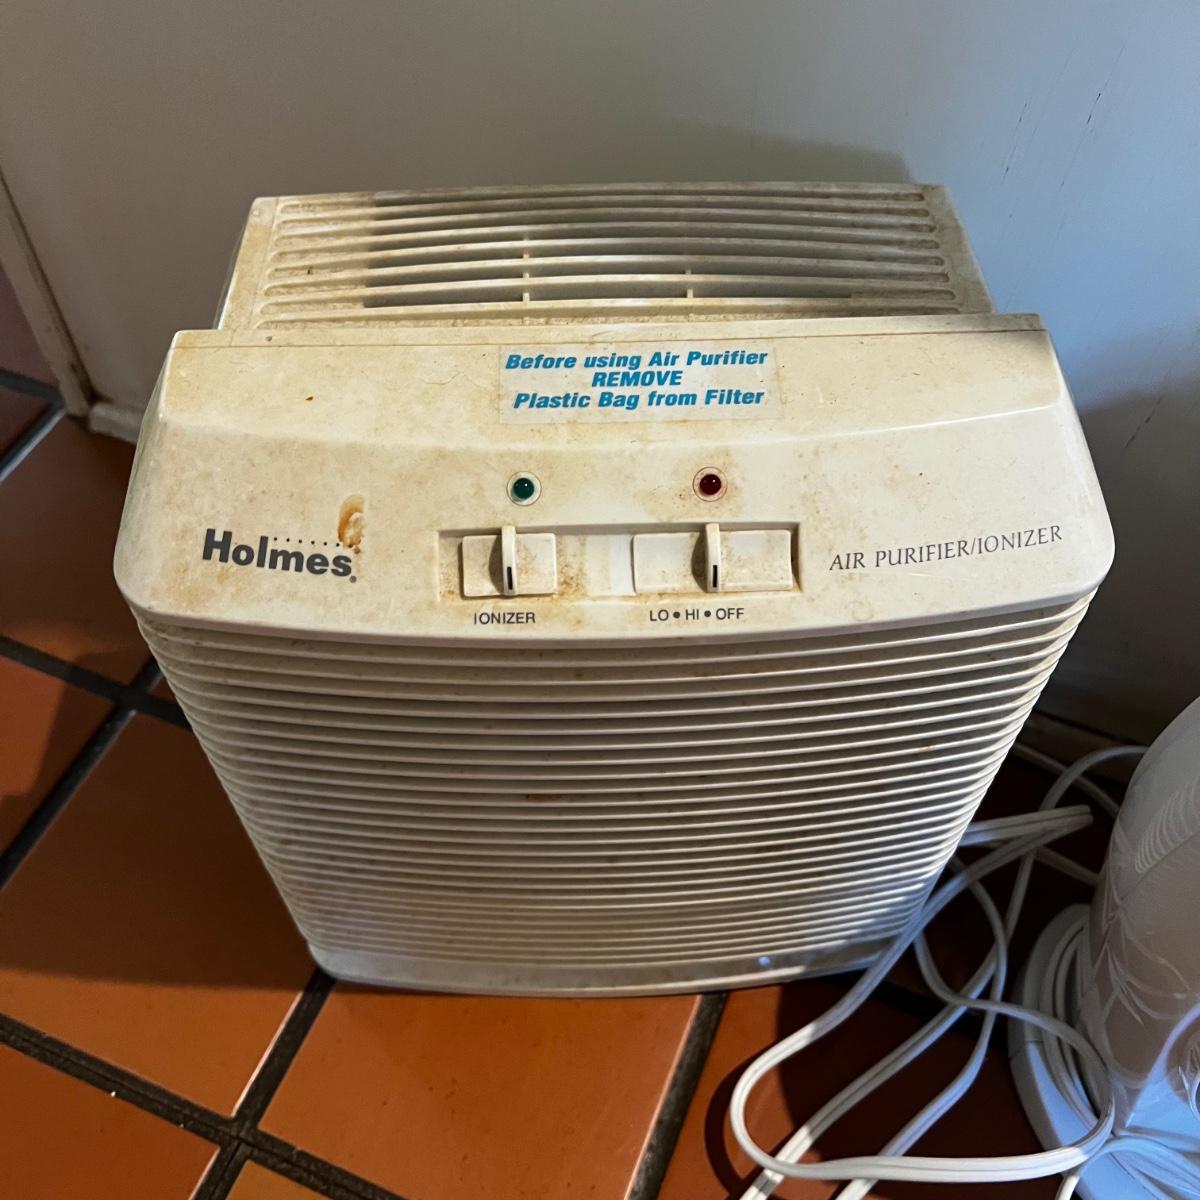 Before using Air Purifier
REMOVE
Plastic Bag from Filter
Holmes®
AIR PURIFIER/IONIZER
IONIZER
LO • HI • OFF